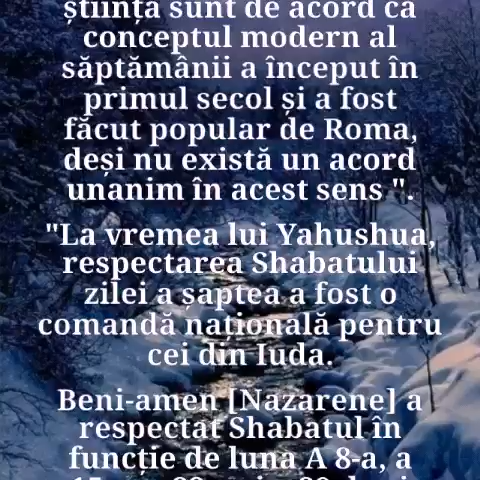 știință sunt de acord că
conceptul modern al
săptămânii a început în
primul secol și a fost
făcut popular de Roma,
deși nu există un acord
unanim în acest sens ".
"La vremea lui Yahushua,
respectarea Shabatului
zilei a șaptea a fost o
comandă națională pentru
cei din Iuda.
Beni-amen [Nazarene] a
respectat Shabatul în
funcție de luna A 8-a, a